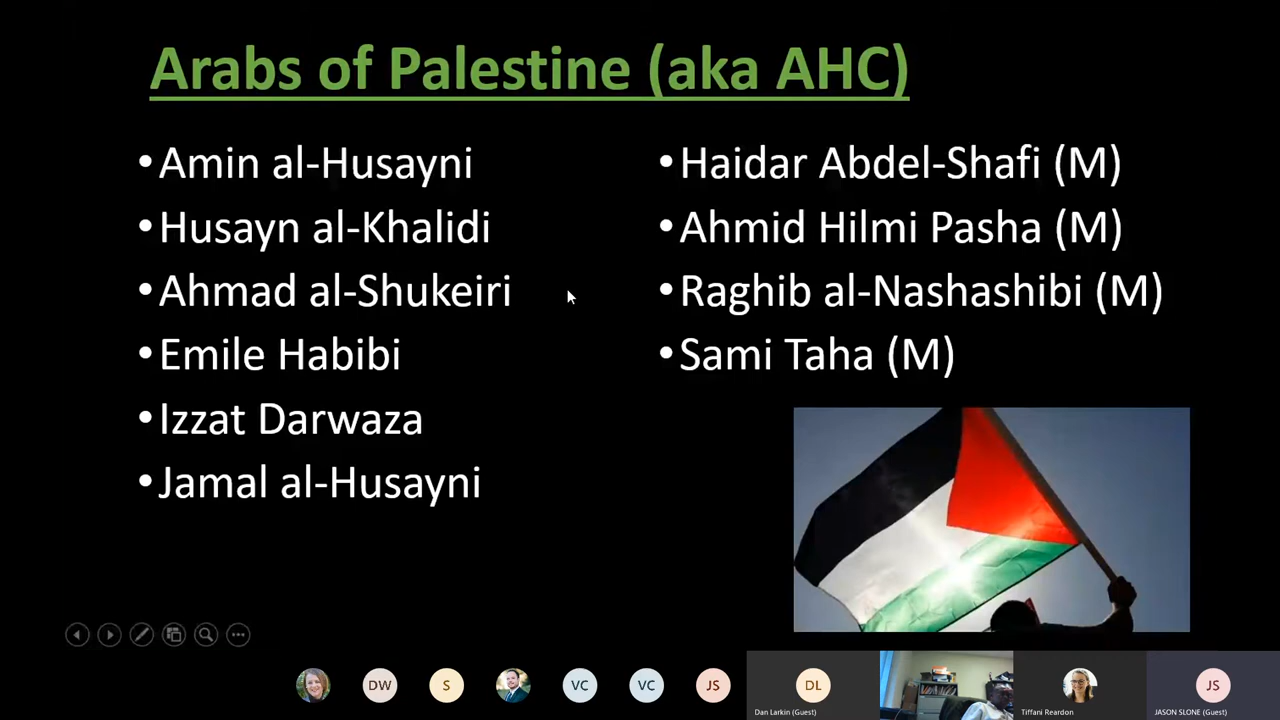 Arabs of Palestine (aka AHC)
•Amin al-Husayni
•Husayn al-Khalidi
•Ahmad al-Shukeiri
•Emile Habibi
•Izzat Darwaza
•Jamal al-Husayni
•Haidar Abdel-Shafi (M)
•Ahmid Hilmi Pasha (M)
•Raghib al-Nashashibi (M)
•Sami Taha (M)
DW
S
VC
VC
JS
DL
JS
Dan Larkin (Guest)
Tiffani Reardon
JASON SLONE (Guest)